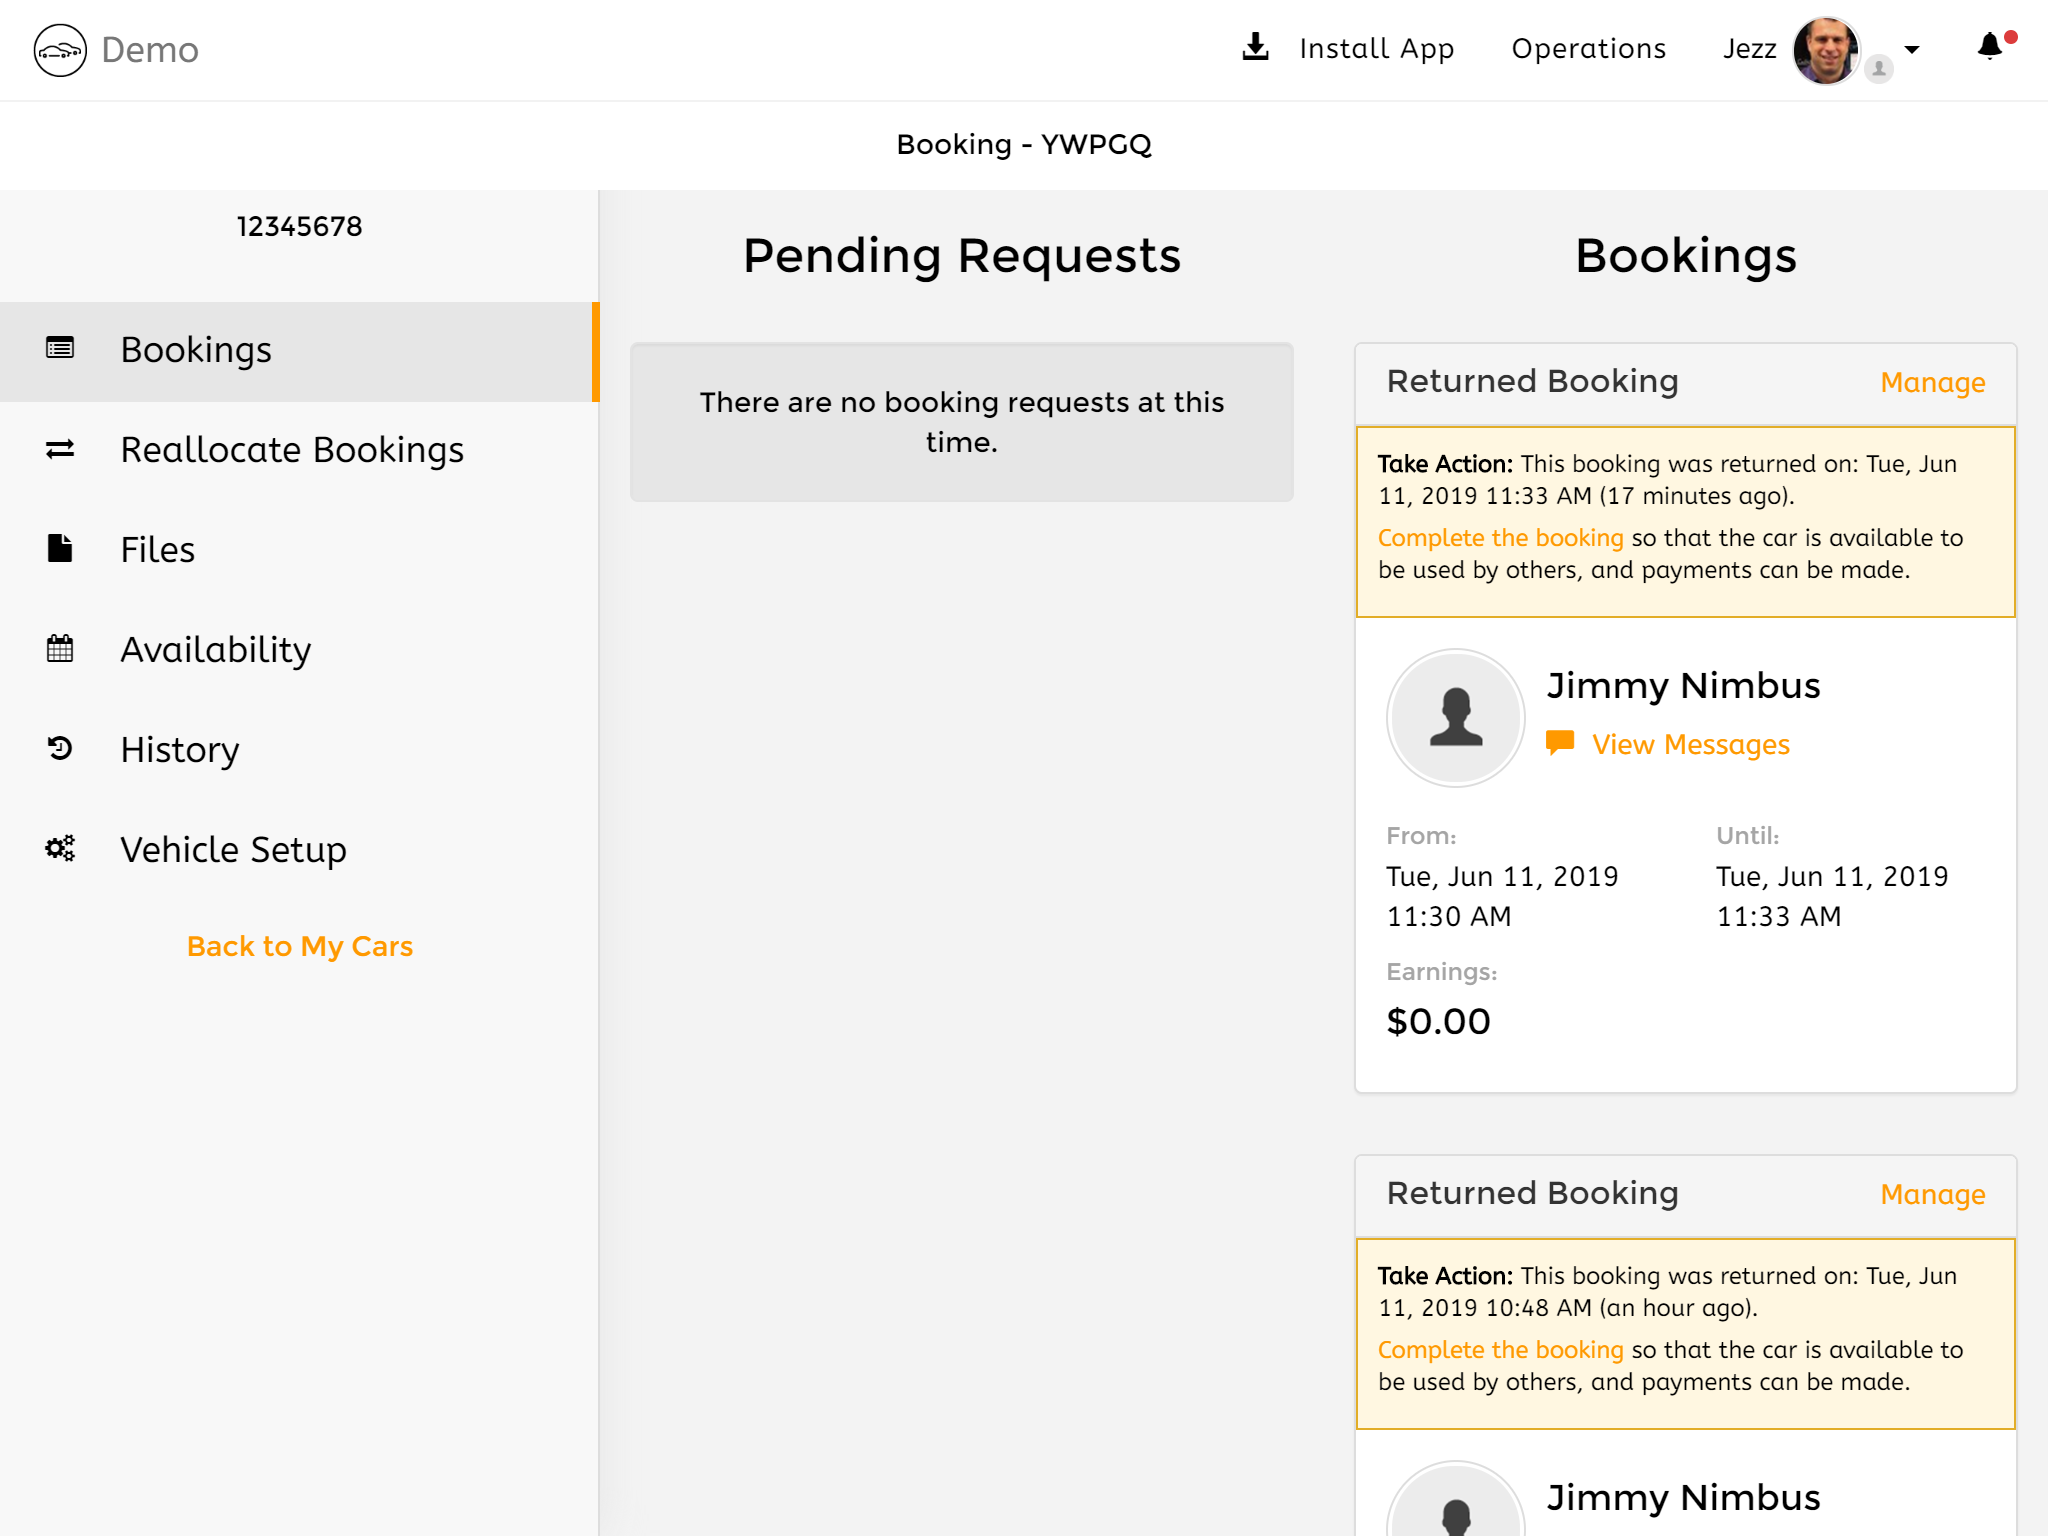 Demo
Install App
Operations
Jezz
Booking - YWPGQ
12345678
Bookings
Reallocate Bookings
Files
Availability
History
Vehicle Setup
Back to My Cars
Pending Requests
There are no booking requests at this
time.
Bookings
Returned Booking
Manage
Take Action: This booking was returned on: Tue, Jun
11, 2019 11:33 AM (17 minutes ago).
Complete the booking so that the car is available to
be used by others, and payments can be made.
Jimmy Nimbus
View Messages
From:
Tue, Jun 11, 2019
11:30 AM
Until:
Tue, Jun 11, 2019
11:33 AM
Earnings:
$0.00
Returned Booking
Manage
Take Action: This booking was returned on: Tue, Jun
11, 2019 10:48 AM (an hour ago).
Complete the booking so that the car is available to
be used by others, and payments can be made.
Jimmy Nimbus